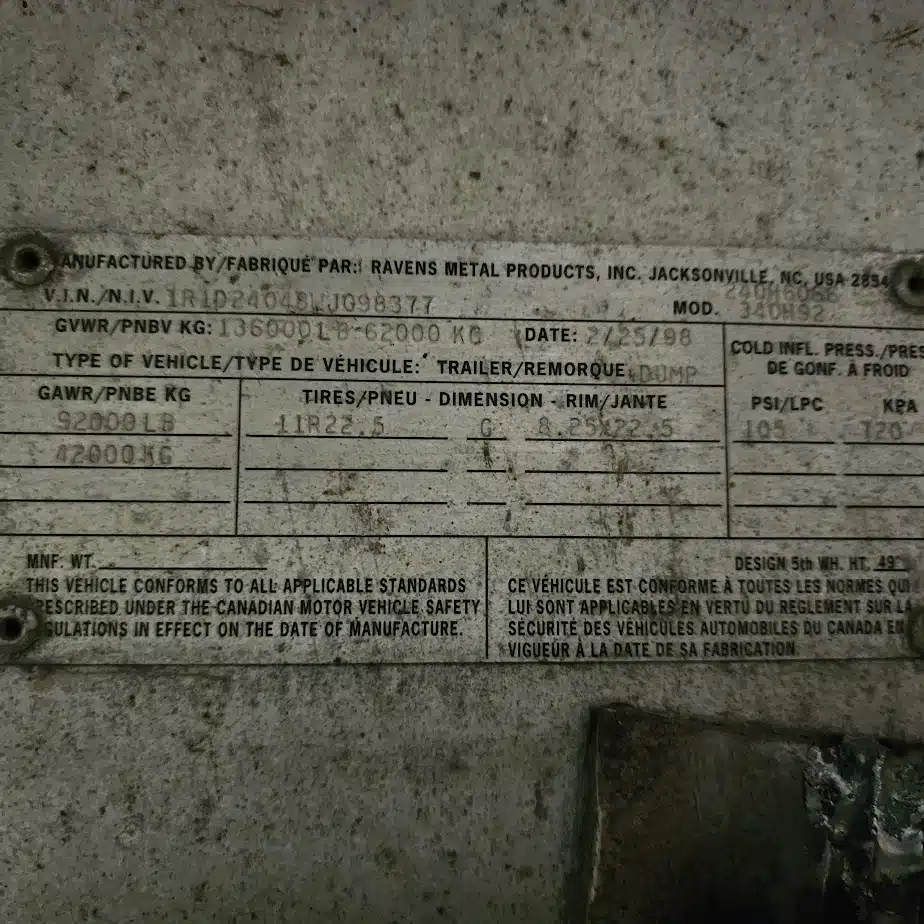 ANUFACTURED BY/FABRIQUÉ PAR: RAVENS METAL PRODUCTS, INC. JACKSONVILLE, NC, USA 2854
V.I.N./N.I.V. 1R1D24048WJ098377 MOD. 340H92
GVWR/PNBV KG: 136000LB-62000 KG DATE: 2/25/98
TYPE OF VEHICLE/TYPE DE VÉHICULE: TRAILER/REMORQUE DUMP
COLD INFL. PRESS./PRES
DE GONF. À FROID
GAWR/PNBE KG TIRES/PNEU - DIMENSION - RIM/JANTE PSI/LPC KPA
92000LB 11R22.5 G 8.25X22.5 105 720
42000KG
MNF. WT.
THIS VEHICLE CONFORMS TO ALL APPLICABLE STANDARDS
RESCRIBED UNDER THE CANADIAN MOTOR VEHICLE SAFETY
GULATIONS IN EFFECT ON THE DATE OF MANUFACTURE.
DESIGN 5th WH. HT. 49"
CE VÉHICULE EST CONFORME À TOUTES LES NORMES QUI
LUI SONT APPLICABLES EN VERTU DU REGLEMENT SUR LA
SÉCURITÉ DES VÉHICULES AUTOMOBILES DU CANADA EN
VIGUEUR À LA DATE DE SA FABRICATION